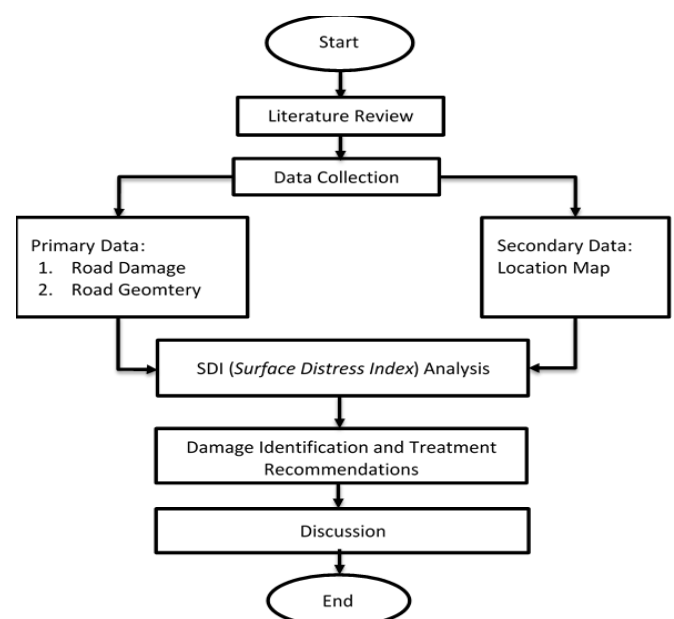 Start
Literature Review
Data Collection
Primary Data:
1. Road Damage
2. Road Geomtery
Secondary Data:
Location Map
SDI (Surface Distress Index) Analysis
Damage Identification and Treatment
Recommendations
Discussion
End